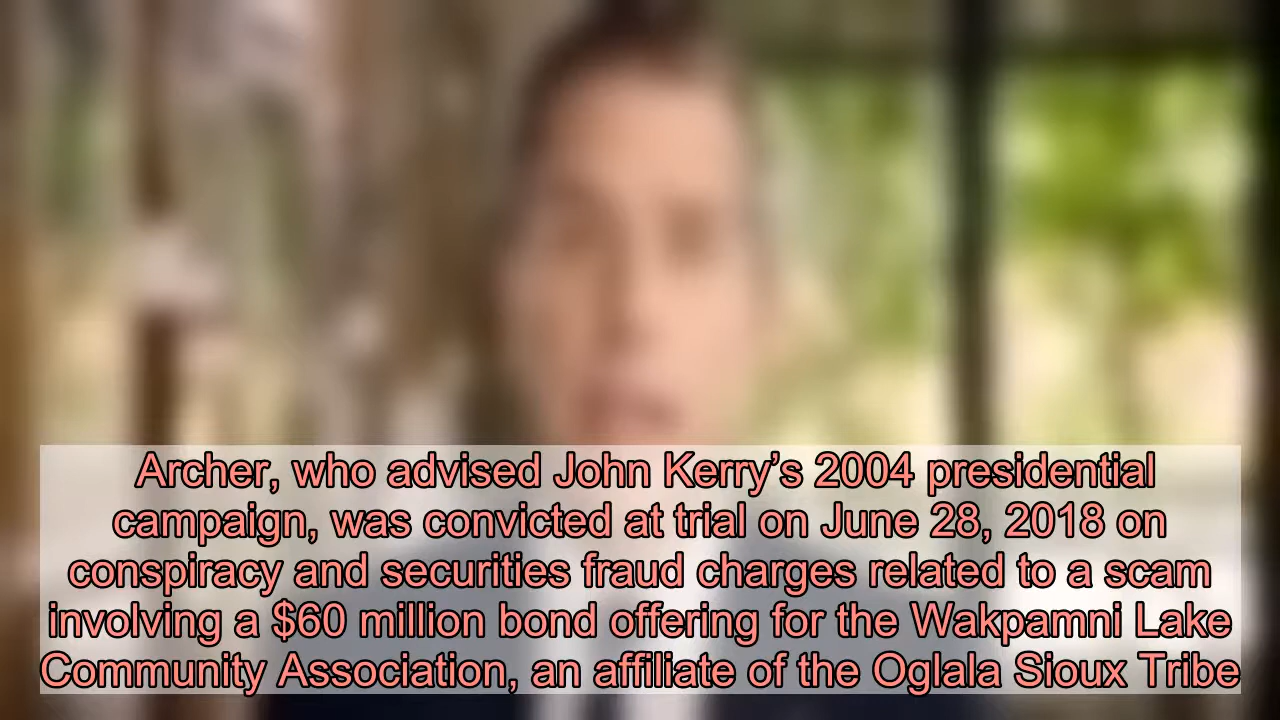 Archer, who advised John Kerry’s 2004 presidential
campaign, was convicted at trial on June 28, 2018 on
conspiracy and securities fraud charges related to a scam
involving a $60 million bond offering for the Wakpamni Lake
Community Association, an affiliate of the Oglala Sioux Tribe